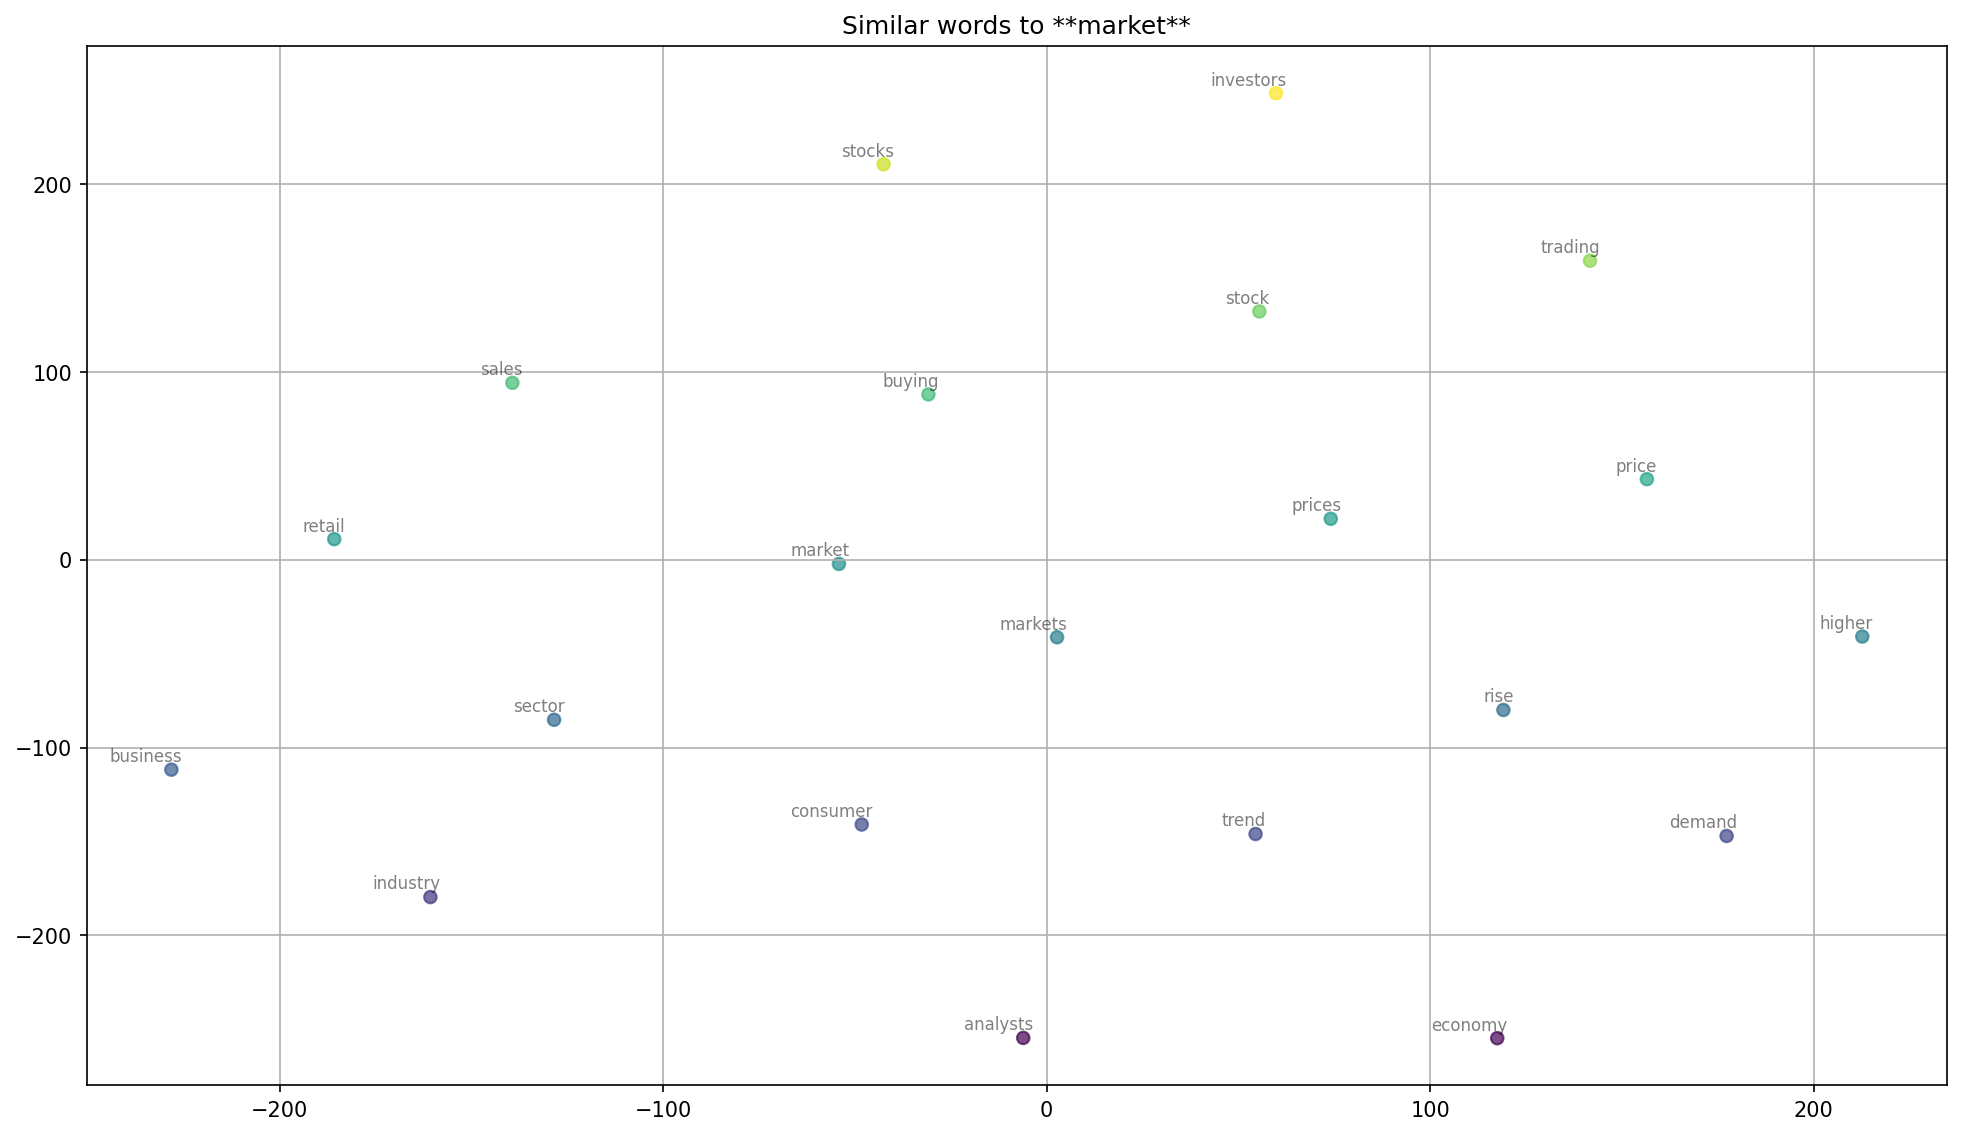 Similar words to **market**
investors
stocks
trading
stock
sales
buying
price
prices
retail
market
markets
higher
rise
sector
business
consumer
trend
demand
industry
analysts
economy
200
100
0
−100
−200
−200
−100
0
100
200